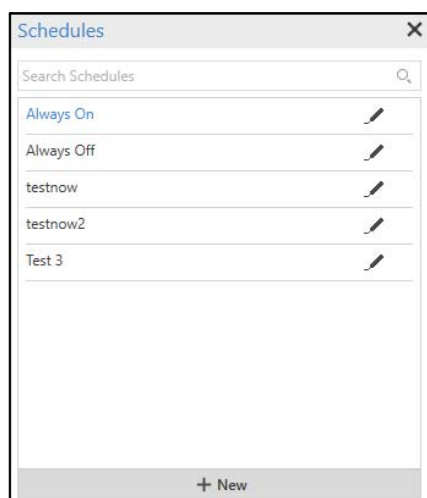 Schedules
Search Schedules
Always On
Always Off
testnow
testnow2
Test 3
+ New